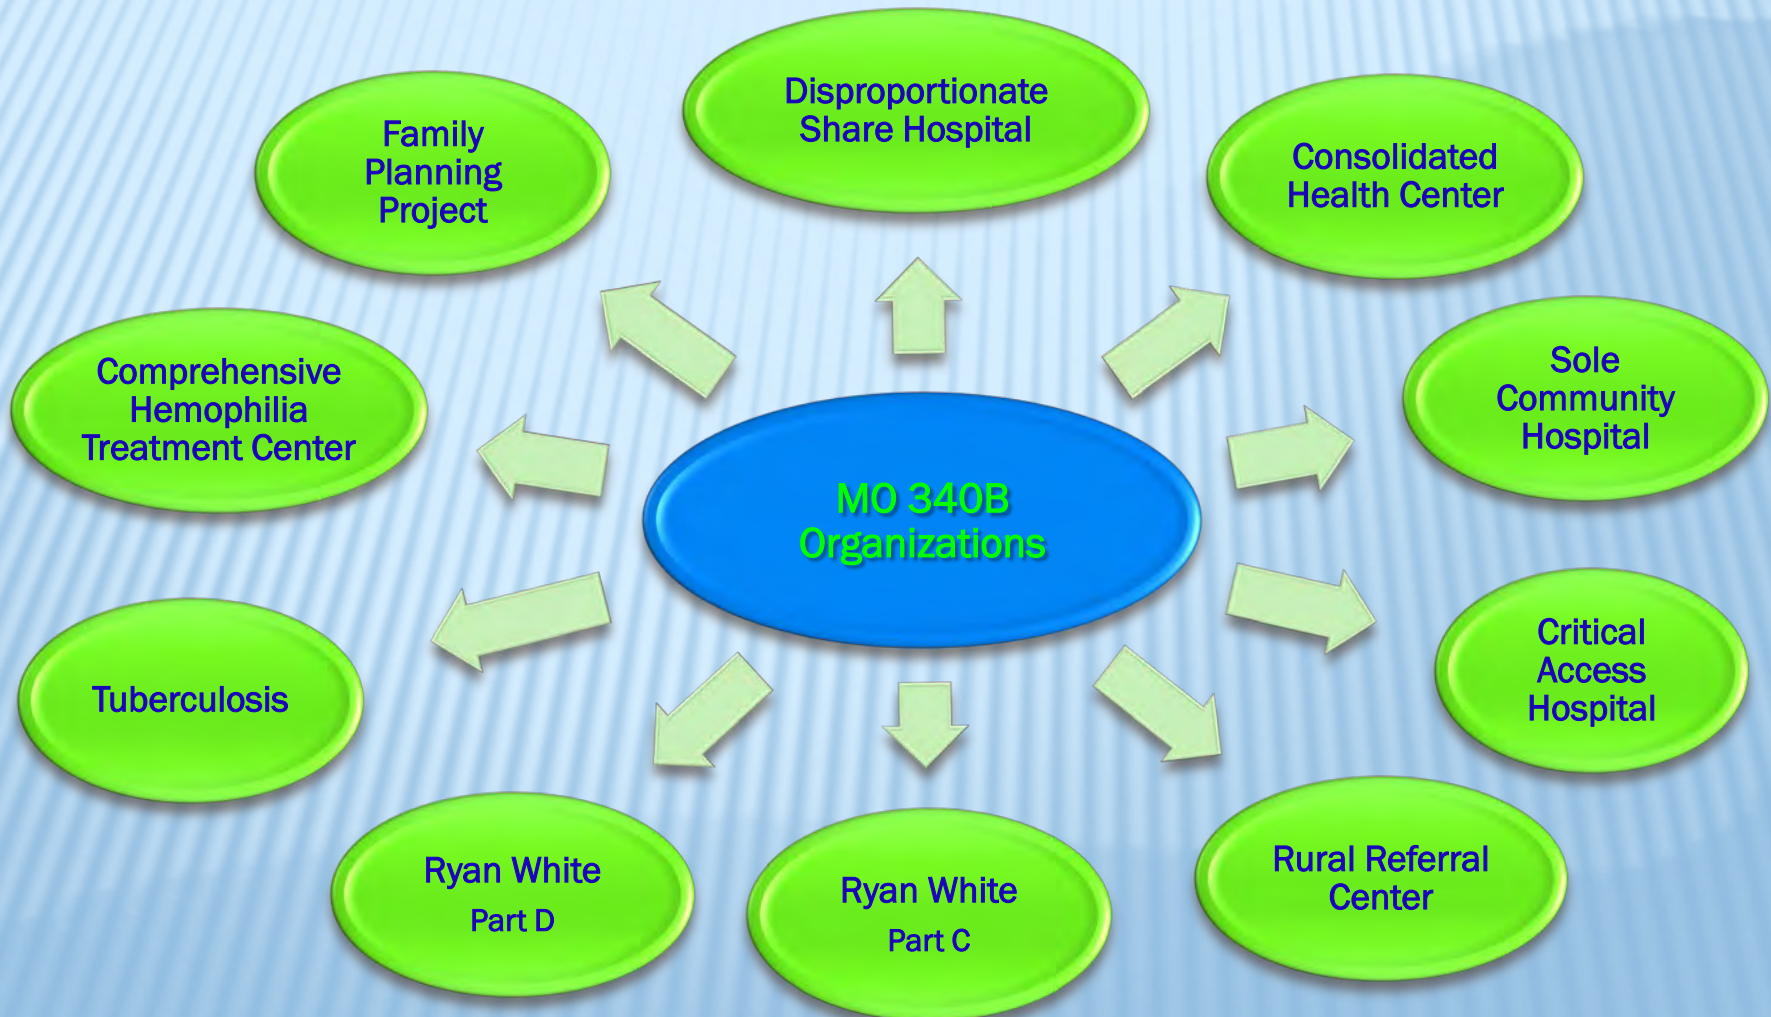 Disproportionate
Share Hospital
Family
Planning
Project
Consolidated
Health Center
Comprehensive
Hemophilia
Treatment Center
Sole
Community
Hospital
MO 340B
Organizations
Tuberculosis
Critical
Access
Hospital
Ryan White
Part D
Ryan White
Part C
Rural Referral
Center